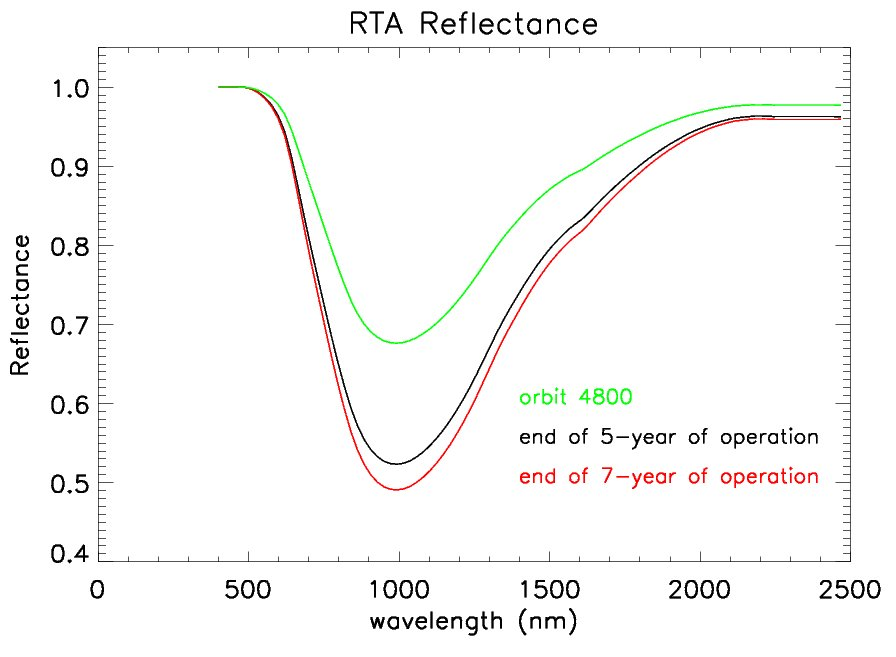 RTA Reflectance
1.0
0.9
0.8
0.7
0.6
0.5
0.4
Reflectance
orbit 4800
end of 5-year of operation
end of 7-year of operation
0 500 1000 1500 2000 2500
wavelength (nm)